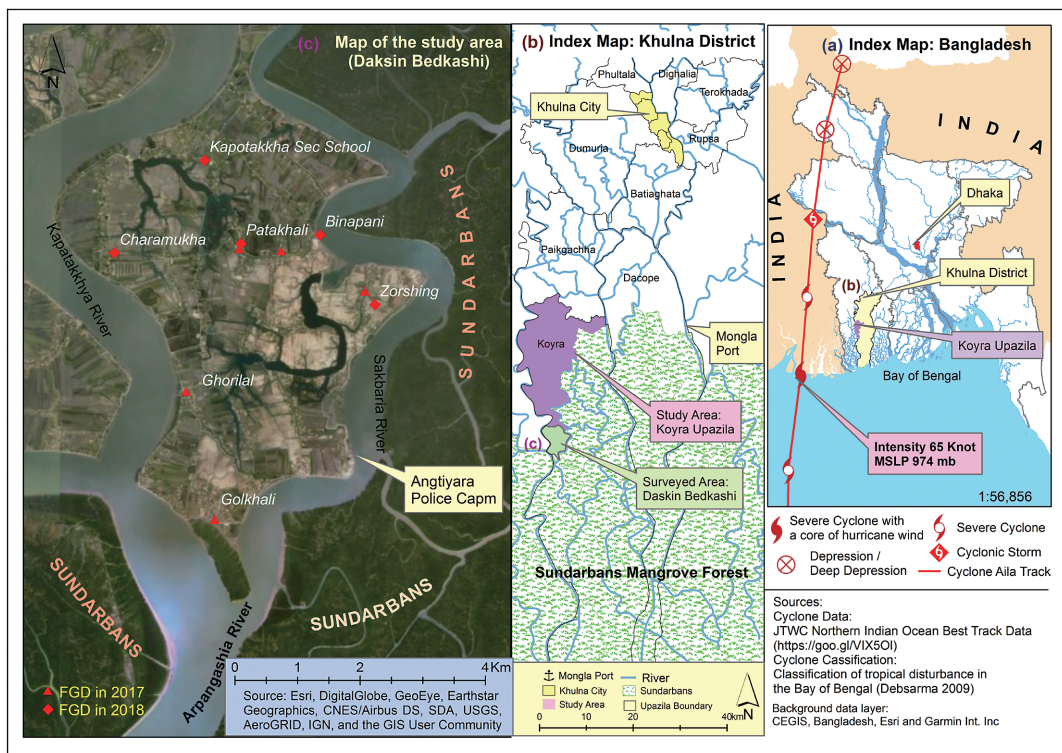 (c) Map of the study area
(Daksin Bedkashi)
N
Kapotakkha Sec School
Binapani
Patakhali
Charamukha
Zorshing
Ghorilal
Golkhali
Kapatakkhya River
Sakbaria River
Arpangashia River
SUNDARBANS
SUNDARBANS
SUNDARBANS
Angtiyara
Police Capm
0 2 4Km
FGD in 2017
FGD in 2018
Source: Esri, DigitalGlobe, GeoEye, Earthstar
Geographics, CNES/Airbus DS, SDA, USGS,
AeroGRID, IGN, and the GIS User Community
(b) Index Map: Khulna District
Phultala
Dighalia
Terokhada
Khulna City
Rupsa
Dumuria
Batiaghata
Paikgachha
Dacope
Koyra
Mongla
Port
Study Area:
Koyra Upazila
(c)
Surveyed Area:
Daskin Bedkashi
Sundarbans Mangrove Forest
Mongla Port
River
Khulna City
Sundarbans
Study Area
Upazila Boundary
N
0 10 20 40km
(a) Index Map: Bangladesh
INDIA
INDIA
Dhaka
Khulna District
(b)
Koyra Upazila
Bay of Bengal
Intensity 65 Knot
MSLP 974 mb
1:56,856
Severe Cyclone with
a core of hurricane wind
Severe Cyclone
Depression /
Deep Depression
Cyclonic Storm
Cyclone Aila Track
Sources:
Cyclone Data:
JTWC Northern Indian Ocean Best Track Data
(https://goo.gl/VIX5OI)
Cyclone Cassification:
Classification of tropical disturbance in
the Bay of Bengal (Debsarma 2009)
Background data layer:
CEGIS, Bangladesh, Esri and Garmin Int. Inc